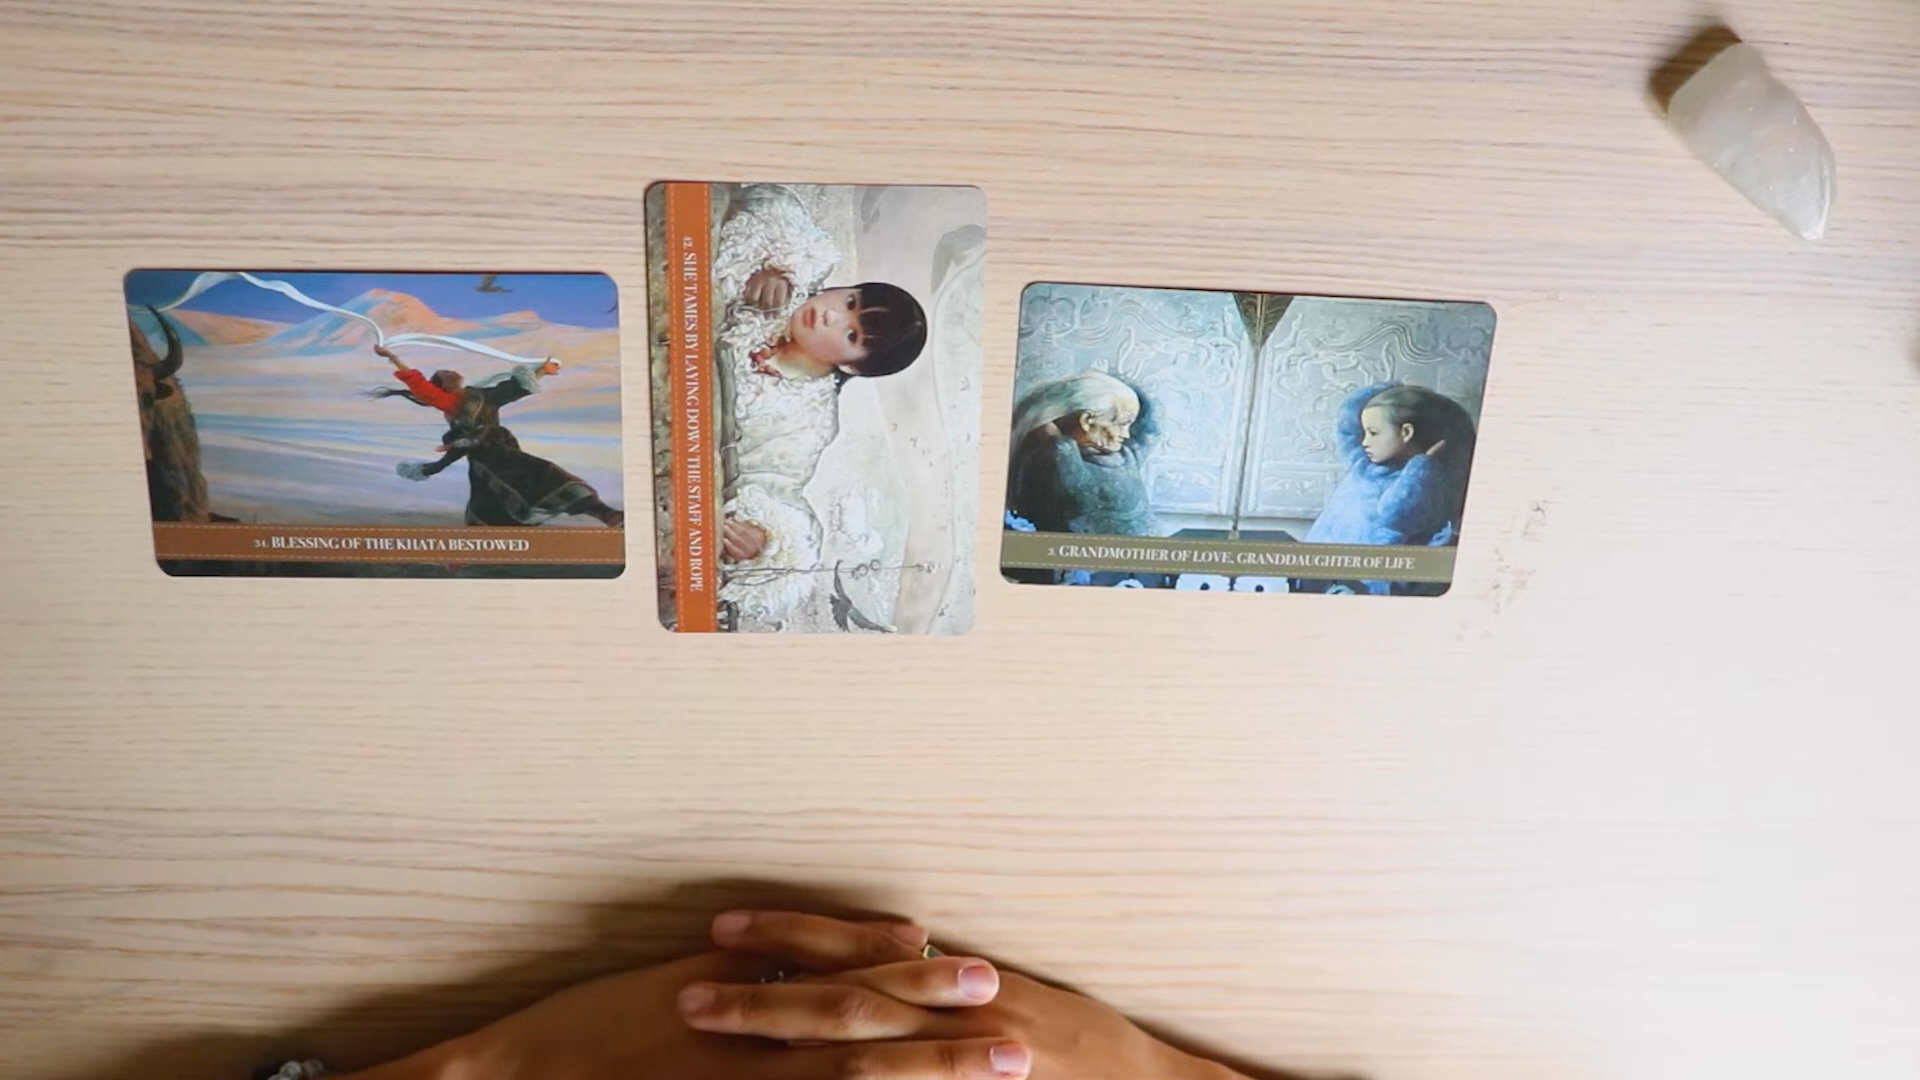 34. BLESSING OF THE KHATA BESTOWED
42. SHE TAMES BY LAYING DOWN THE STAFF AND ROPE
3. GRANDMOTHER OF LOVE, GRANDDAUGHTER OF LIFE